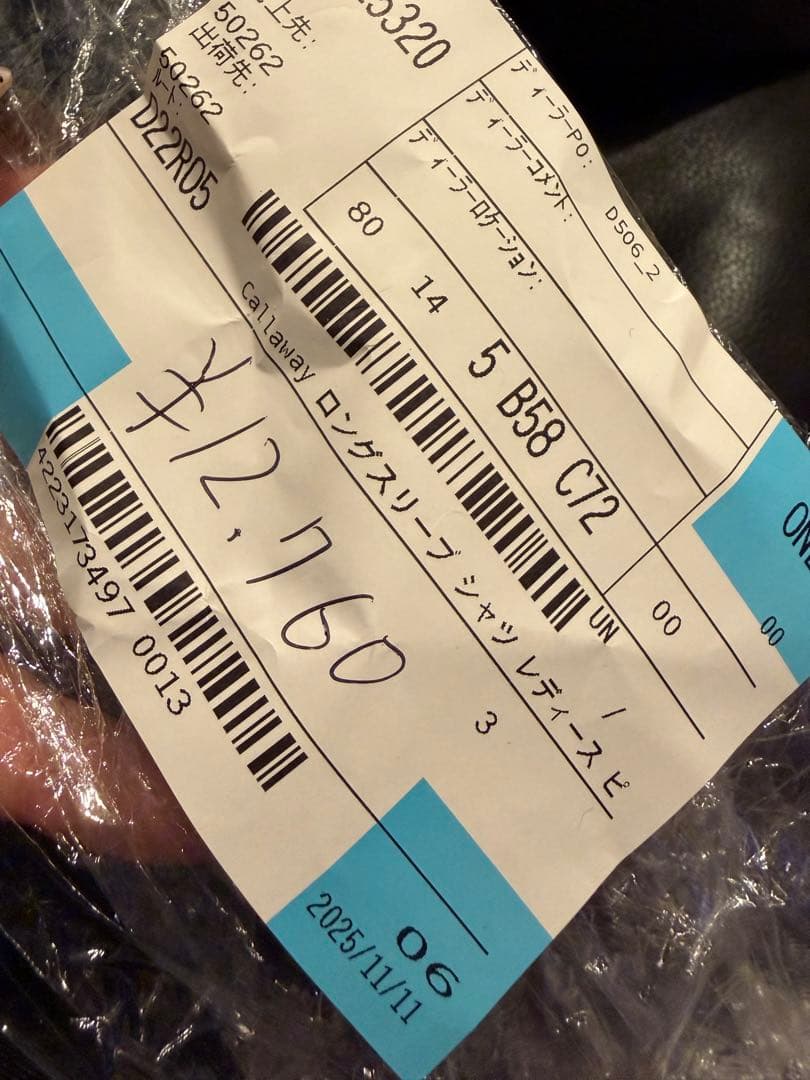 5320
上先:
50262
出荷先:
50262
ルート:
D22R05
ディーラーPO:
ディーラーコメント:
D506_2
ディーラーロケーション:
80 14 5 B58 C72
UN
00
00
Callaway ロングスリーブ シャツ レディース ピ
¥12,760
3
/
4223173497 0013
06
2025/11/11